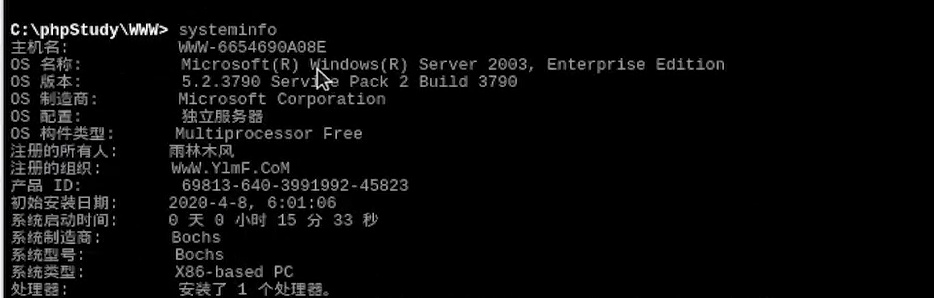 C:\phpStudy\WWW> systeminfo
主机名: WWW-6654690A08E
OS 名称: Microsoft(R) Windows(R) Server 2003, Enterprise Edition
OS 版本: 5.2.3790 Service Pack 2 Build 3790
OS 制造商: Microsoft Corporation
OS 配置: 独立服务器
OS 构件类型: Multiprocessor Free
注册的所有人: 雨林木风
注册的组织: WwW.YlmF.CoM
产品 ID: 69813-640-3991992-45823
初始安装日期: 2020-4-8, 6:01:06
系统启动时间: 0 天 0 小时 15 分 33 秒
系统制造商: Bochs
系统型号: Bochs
系统类型: X86-based PC
处理器: 安装了 1 个处理器。